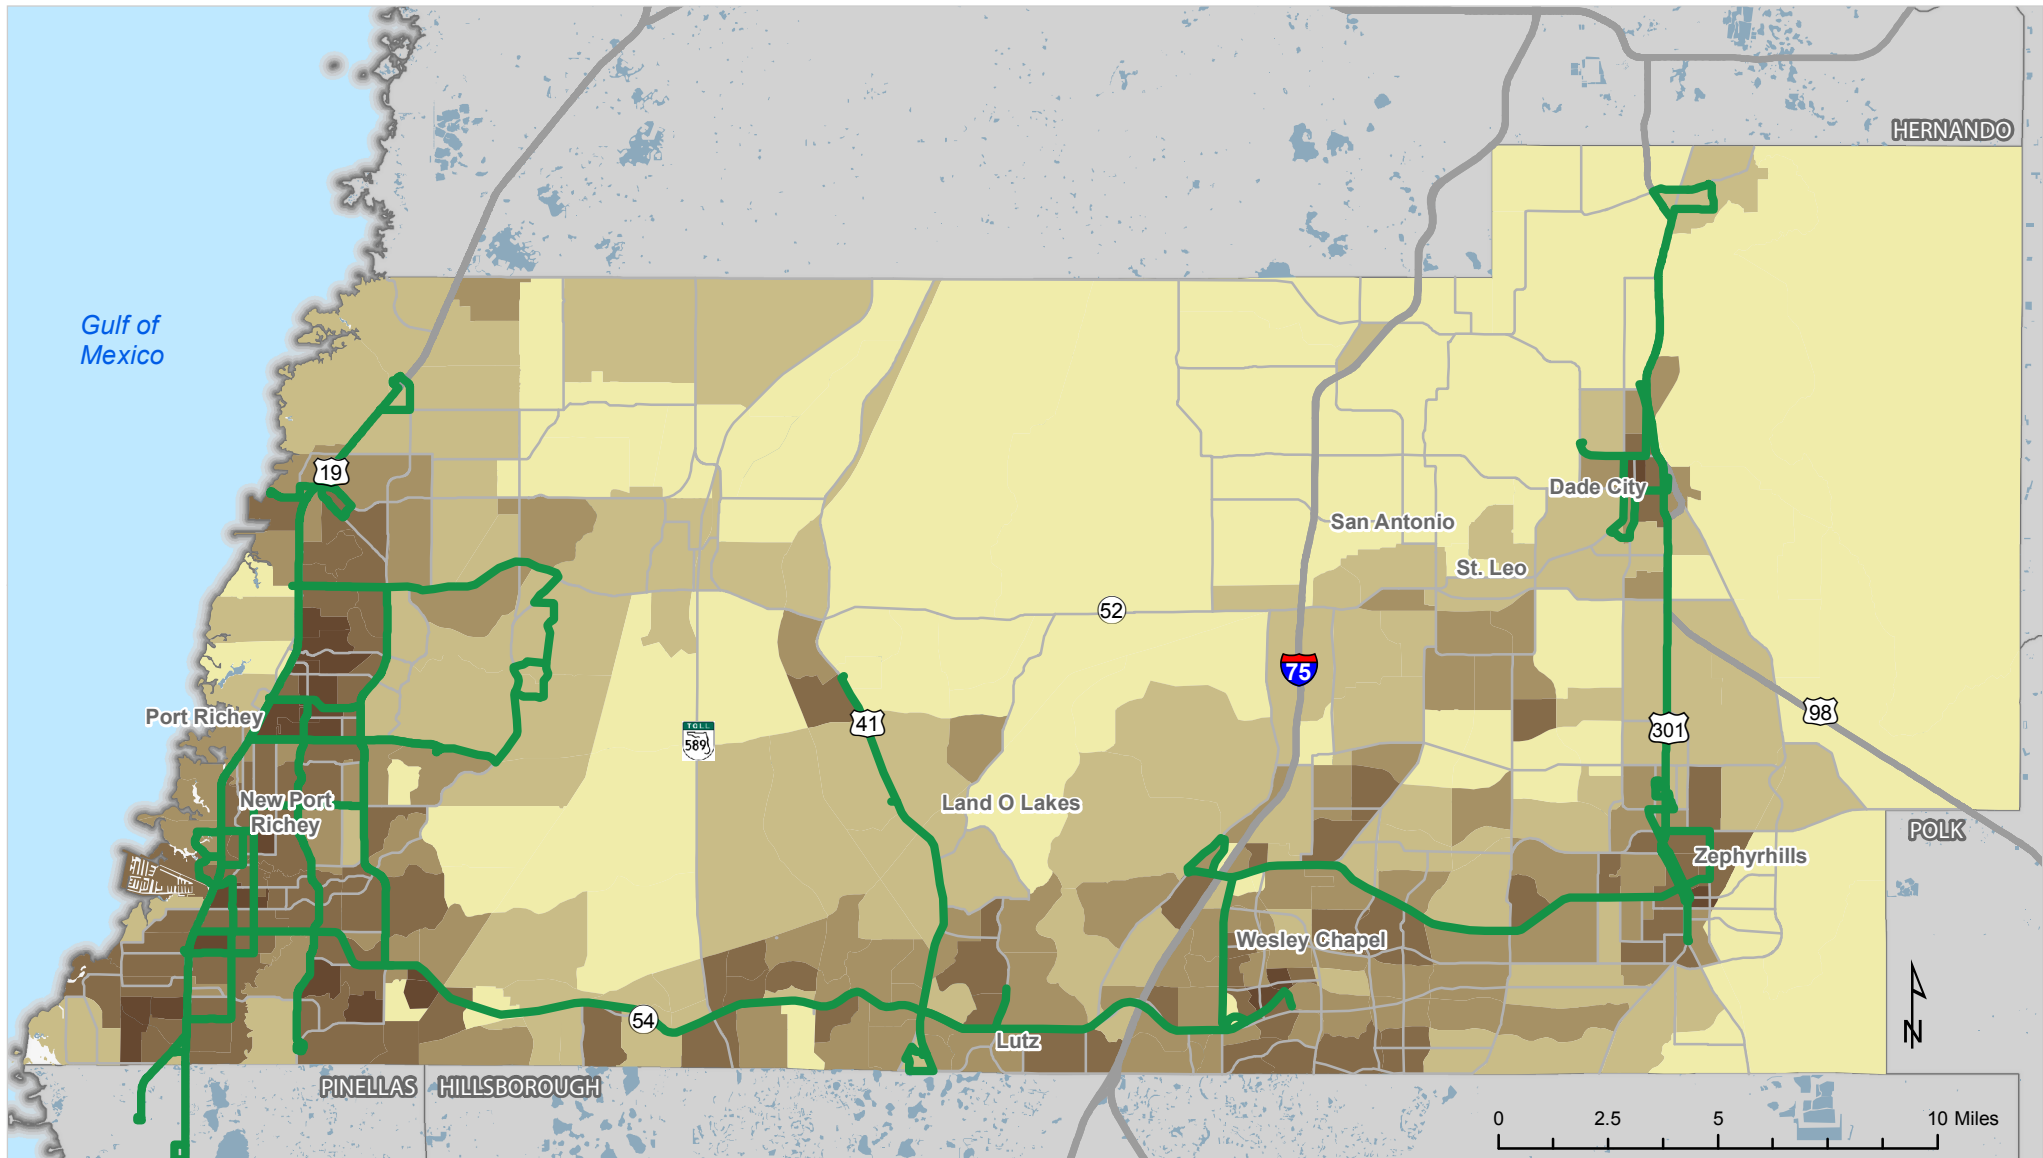 HERNANDO
Gulf of
Mexico
19
Dade City
San Antonio
St. Leo
52
75
Port Richey
41
TOLL
589
98
301
New Port
Richey
Land O Lakes
POLK
Zephyrhills
Wesley Chapel
54
Lutz
N
PINELLAS
HILLSBOROUGH
0 2.5 5 10 Miles